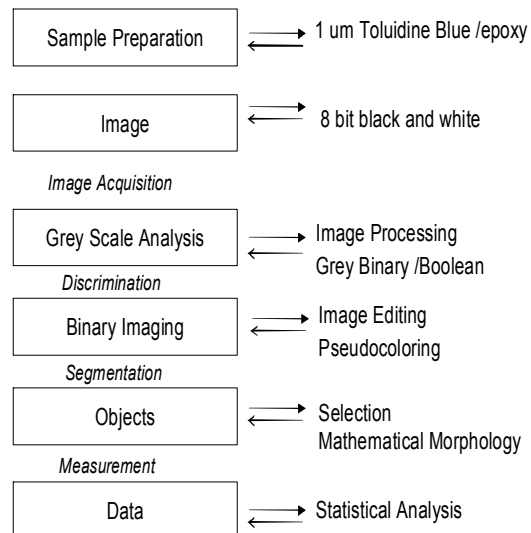 Sample Preparation
1 um Toluidine Blue /epoxy
Image
8 bit black and white
Image Acquisition
Grey Scale Analysis
Image Processing
Grey Binary /Boolean
Discrimination
Binary Imaging
Image Editing
Pseudocoloring
Segmentation
Objects
Selection
Mathematical Morphology
Measurement
Data
Statistical Analysis